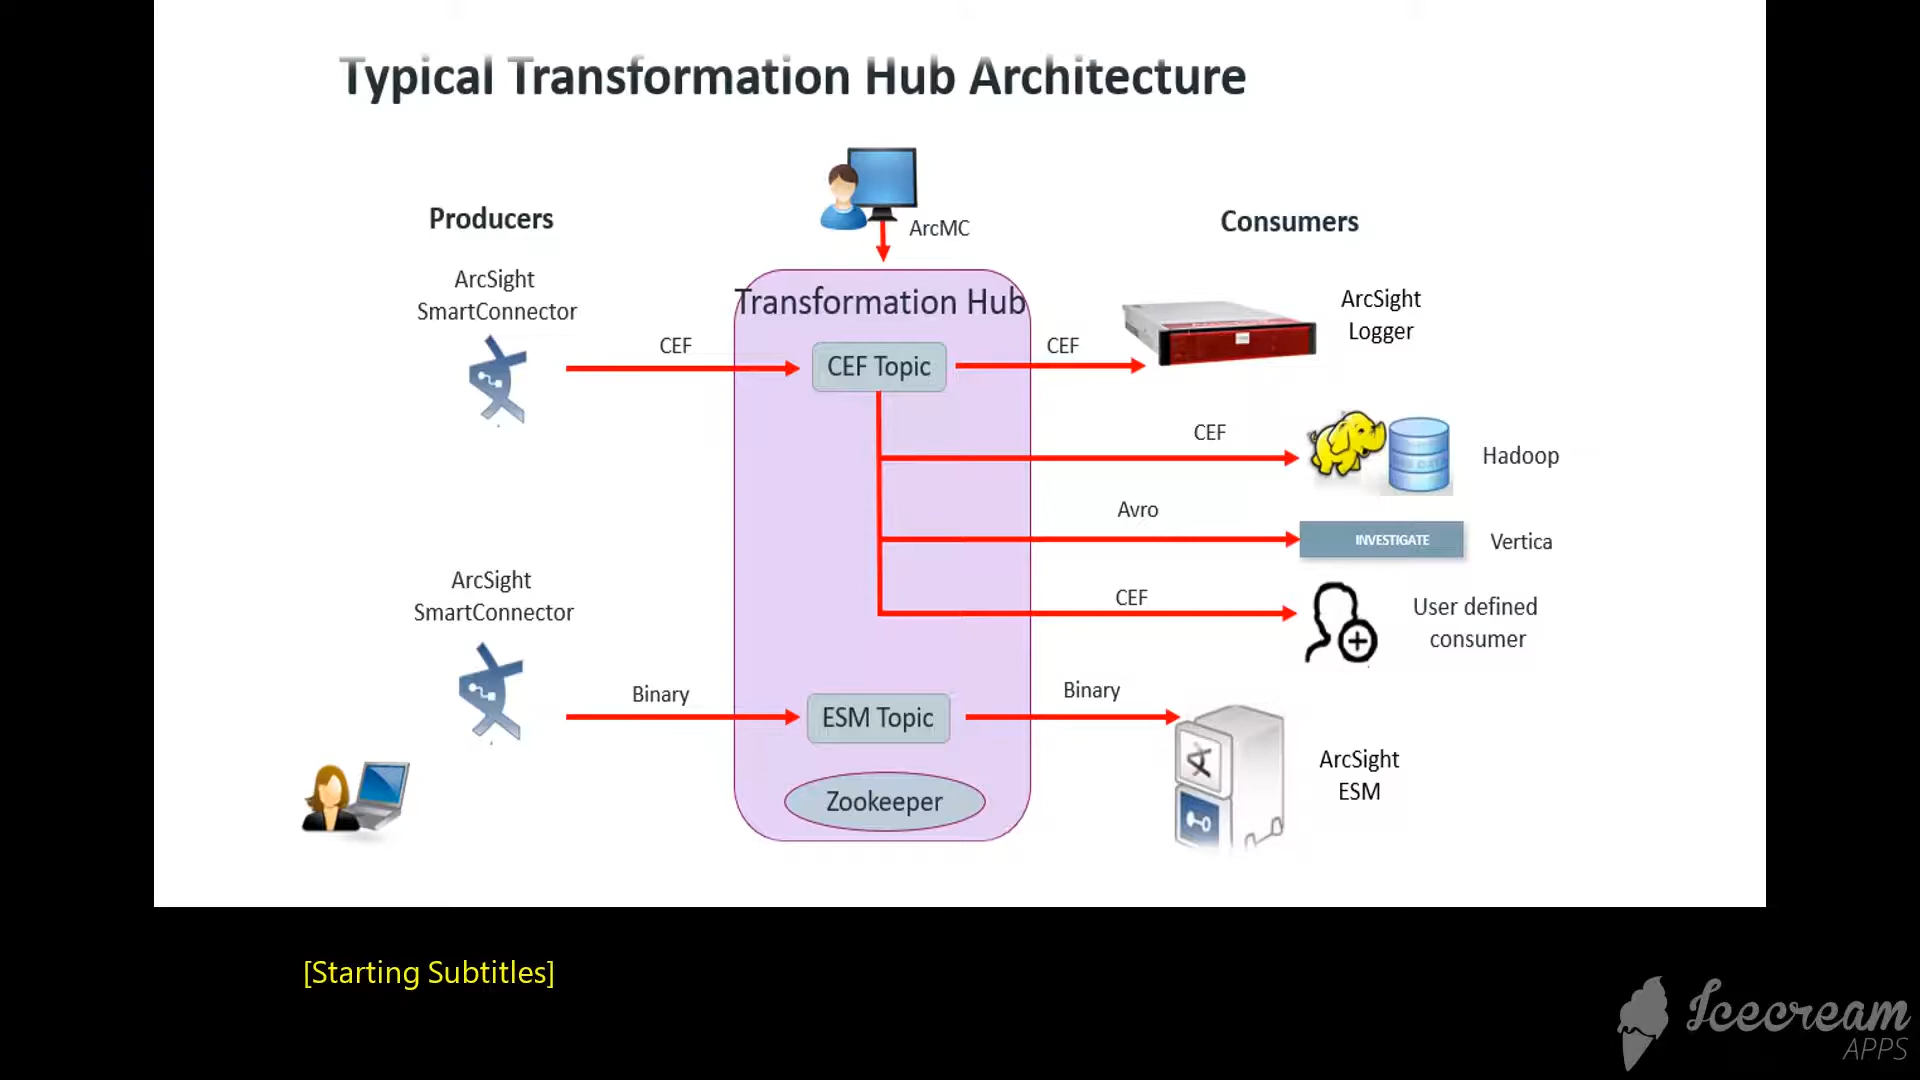 Typical Transformation Hub Architecture
ArcMC
Producers
Consumers
ArcSight
SmartConnector
CEF
Transformation Hub
CEF Topic
CEF
ArcSight
Logger
CEF
Hadoop
Avro
INVESTIGATE
Vertica
CEF
User defined
consumer
ArcSight
SmartConnector
Binary
ESM Topic
Binary
Zookeeper
ArcSight
ESM
[Starting Subtitles]
Icecream
APPS